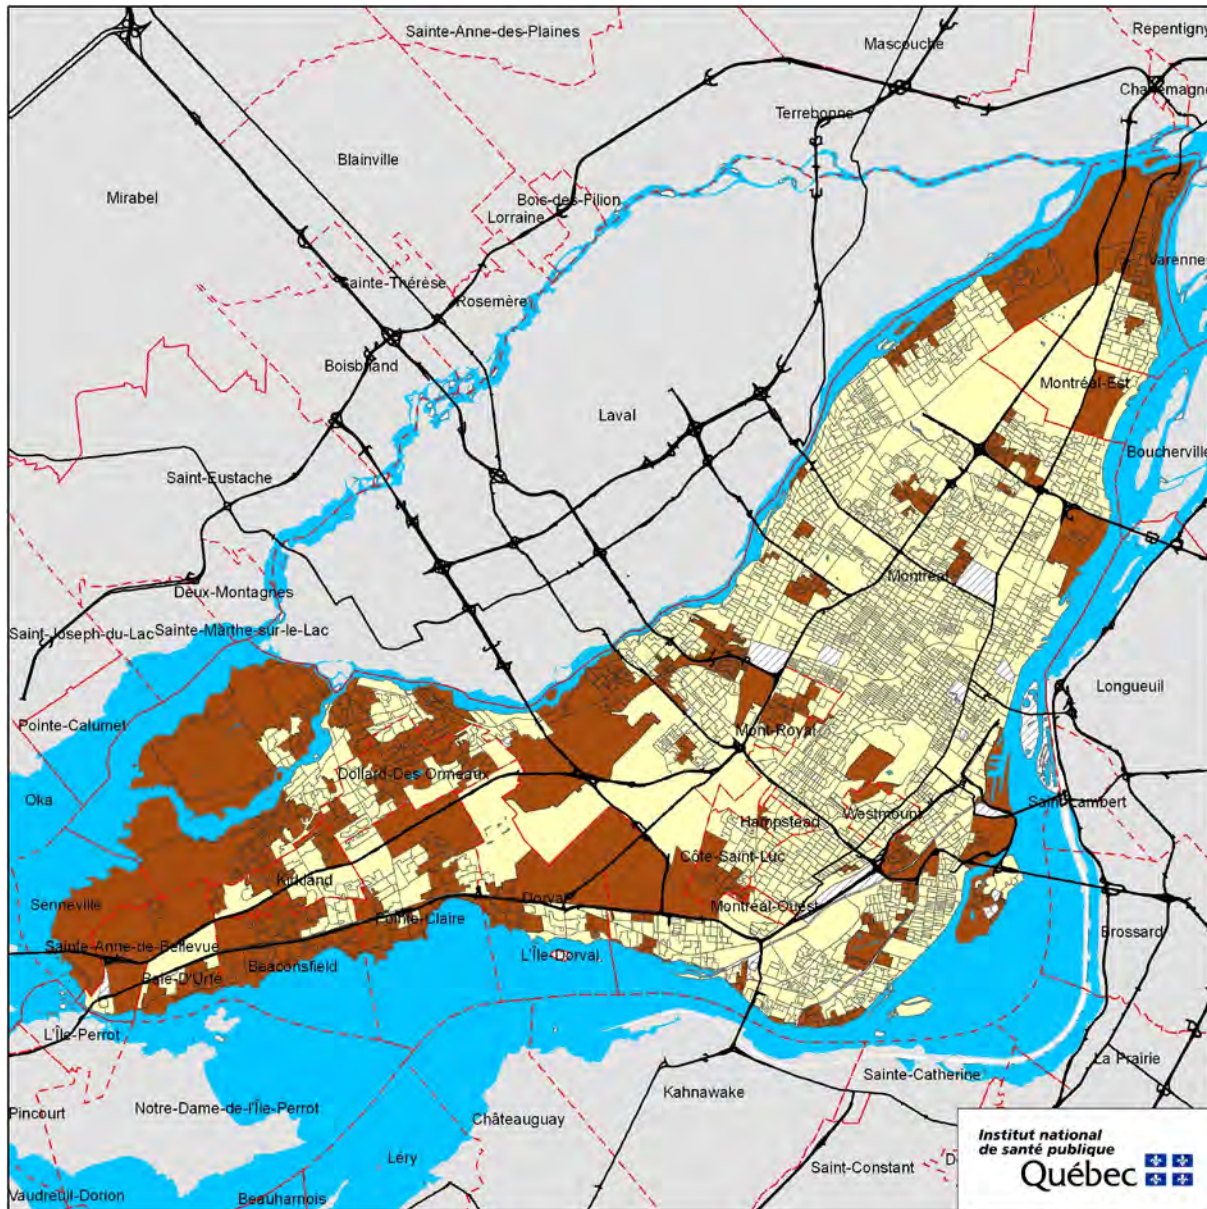 Sainte-Anne-des-Plaines
Repentigny
Mascouche
Charlemagne
Terrebonne
Blainville
Mirabel
Bois-des-Filion
Lorraine
Varennes
Sainte-Thérèse
Rosemère
Boisbriand
Montréal-Est
Laval
Boucherville
Saint-Eustache
Montréal
Deux-Montagnes
Saint-Joseph-du-Lac
Sainte-Marthe-sur-le-Lac
Longueuil
Pointe-Calumet
Mont-Royal
Dollard-Des Ormeaux
Oka
Saint-Lambert
Westmount
Hampstead
Côte-Saint-Luc
Kirkland
Senneville
Dorval
Montréal-Ouest
Pointe-Claire
Brossard
Sainte-Anne-de-Bellevue
L'Île-Dorval
Beaconsfield
Baie-D'Urfé
L'Île-Perrot
La Prairie
Sainte-Catherine
Kahnawake
Notre-Dame-de-l'Île-Perrot
Pincourt
Châteauguay
Institut national
de santé publique
Québec
Léry
Saint-Constant
Vaudreuil-Dorion
Beauharnois